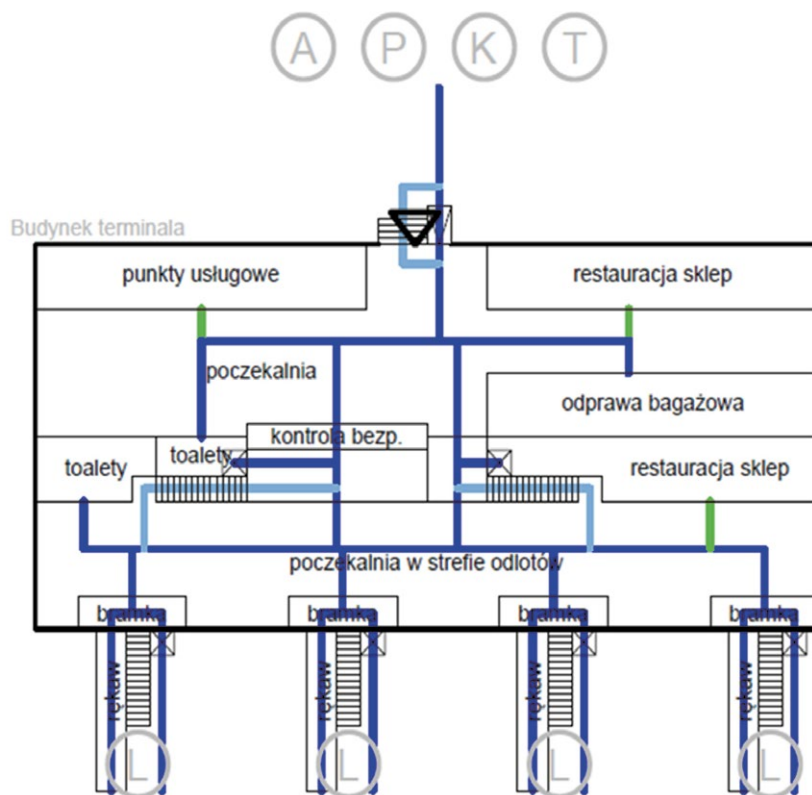 A P K T
Budynek terminala
punkty usługowe
restauracja sklep
poczekalnia
odprawa bagażowa
kontrola bezp.
toalety
toalety
restauracja sklep
poczekalnia w strefie odlotów
bramka
bramka
bramka
bramka
rękaw
rękaw
rękaw
rękaw
L
L
L
L